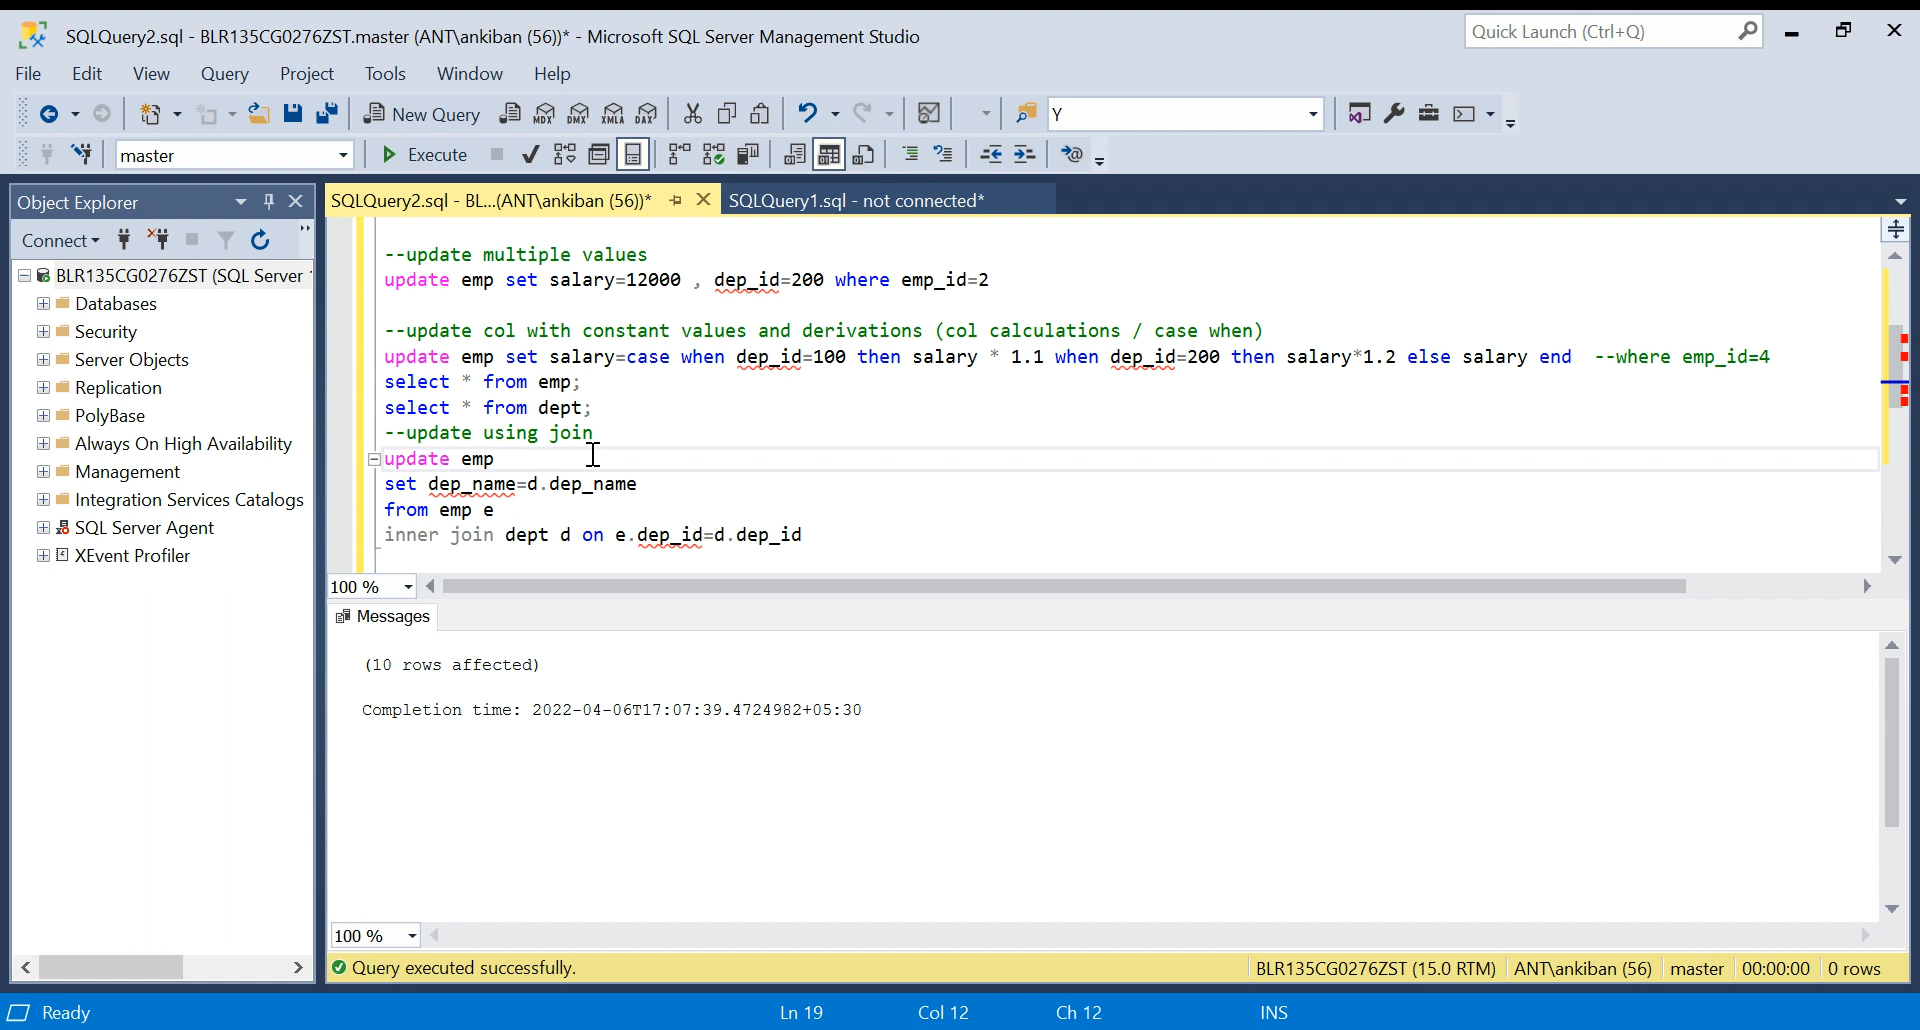 SQLQuery2.sql - BLR135CG0276ZST.master (ANT\ankiban (56))* - Microsoft SQL Server Management Studio
Quick Launch (Ctrl+Q)
File Edit View Query Project Tools Window Help
New Query MDX DMX XMLA DAX Y
master Execute
Object Explorer
SQLQuery2.sql - BL...(ANT\ankiban (56))* SQLQuery1.sql - not connected*
Connect
BLR135CG0276ZST (SQL Server
Databases
Security
Server Objects
Replication
PolyBase
Always On High Availability
Management
Integration Services Catalogs
SQL Server Agent
XEvent Profiler
--update multiple values
update emp set salary=12000 , dep_id=200 where emp_id=2
--update col with constant values and derivations (col calculations / case when)
update emp set salary=case when dep_id=100 then salary * 1.1 when dep_id=200 then salary*1.2 else salary end --where emp_id=4
select * from emp;
select * from dept;
--update using join
update emp
set dep_name=d.dep_name
from emp e
inner join dept d on e.dep_id=d.dep_id
100 %
Messages
(10 rows affected)
Completion time: 2022-04-06T17:07:39.4724982+05:30
100 %
Query executed successfully. BLR135CG0276ZST (15.0 RTM) ANT\ankiban (56) master 00:00:00 0 rows
Ready Ln 19 Col 12 Ch 12 INS